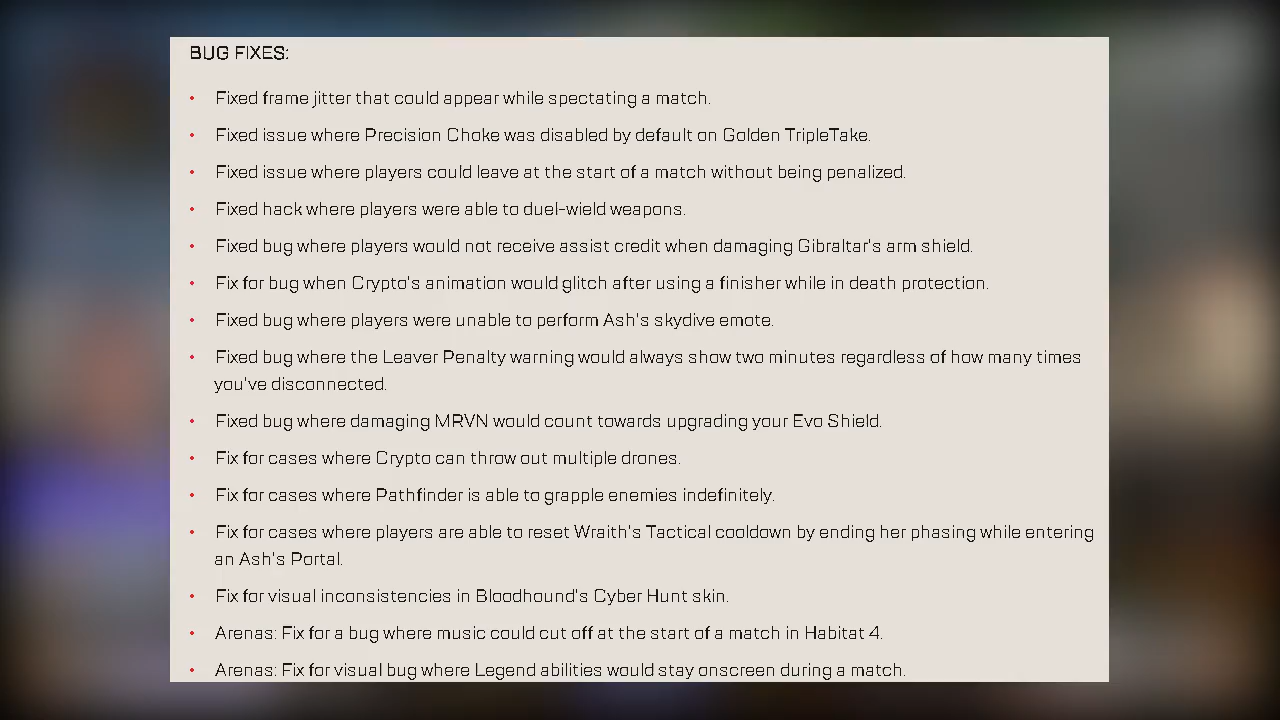 BUG FIXES:
• Fixed frame jitter that could appear while spectating a match.
• Fixed issue where Precision Choke was disabled by default on Golden TripleTake.
• Fixed issue where players could leave at the start of a match without being penalized.
• Fixed hack where players were able to duel-wield weapons.
• Fixed bug where players would not receive assist credit when damaging Gibraltar's arm shield.
• Fix for bug when Crypto's animation would glitch after using a finisher while in death protection.
• Fixed bug where players were unable to perform Ash's skydive emote.
• Fixed bug where the Leaver Penalty warning would always show two minutes regardless of how many times
you've disconnected.
• Fixed bug where damaging MRVN would count towards upgrading your Evo Shield.
• Fix for cases where Crypto can throw out multiple drones.
• Fix for cases where Pathfinder is able to grapple enemies indefinitely.
• Fix for cases where players are able to reset Wraith's Tactical cooldown by ending her phasing while entering
an Ash's Portal.
• Fix for visual inconsistencies in Bloodhound's Cyber Hunt skin.
• Arenas: Fix for a bug where music could cut off at the start of a match in Habitat 4.
• Arenas: Fix for visual bug where Legend abilities would stay onscreen during a match.